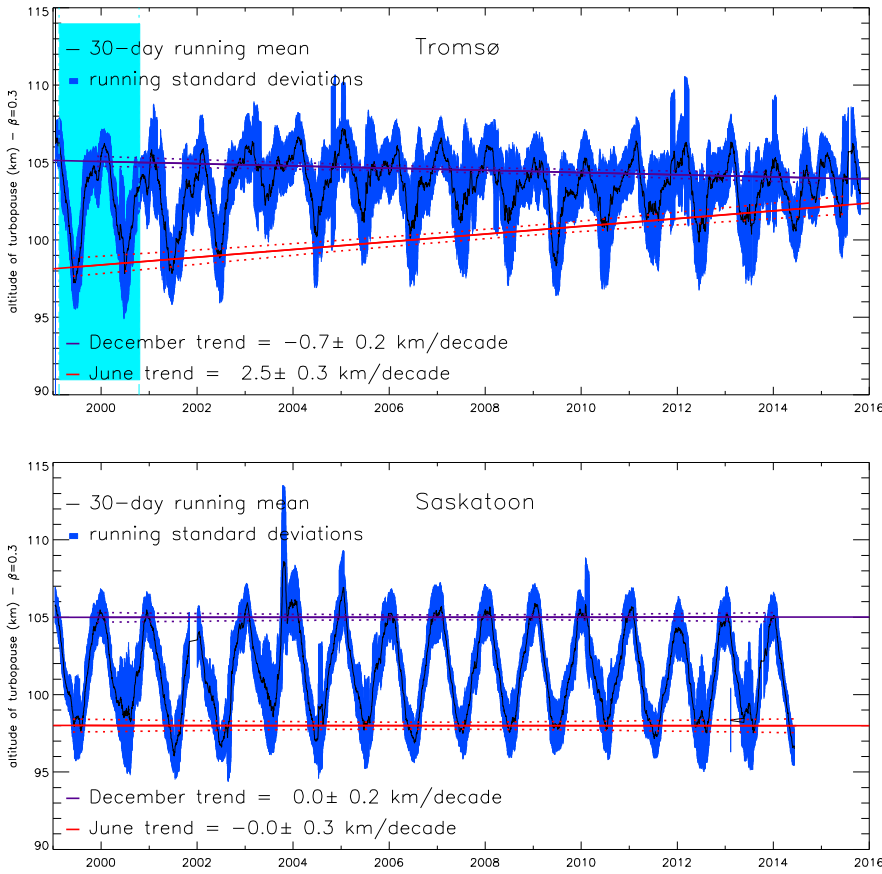 115
30-day running mean
Tromsø
running standard deviations
110
105
100
95
90
altitude of turbopause (km) - β=0.3
December trend = -0.7± 0.2 km/decade
June trend = 2.5± 0.3 km/decade
2000 2002 2004 2006 2008 2010 2012 2014 2016
115
30-day running mean
Saskatoon
running standard deviations
110
105
100
95
90
altitude of turbopause (km) - β=0.3
December trend = 0.0± 0.2 km/decade
June trend = -0.0± 0.3 km/decade
2000 2002 2004 2006 2008 2010 2012 2014 2016